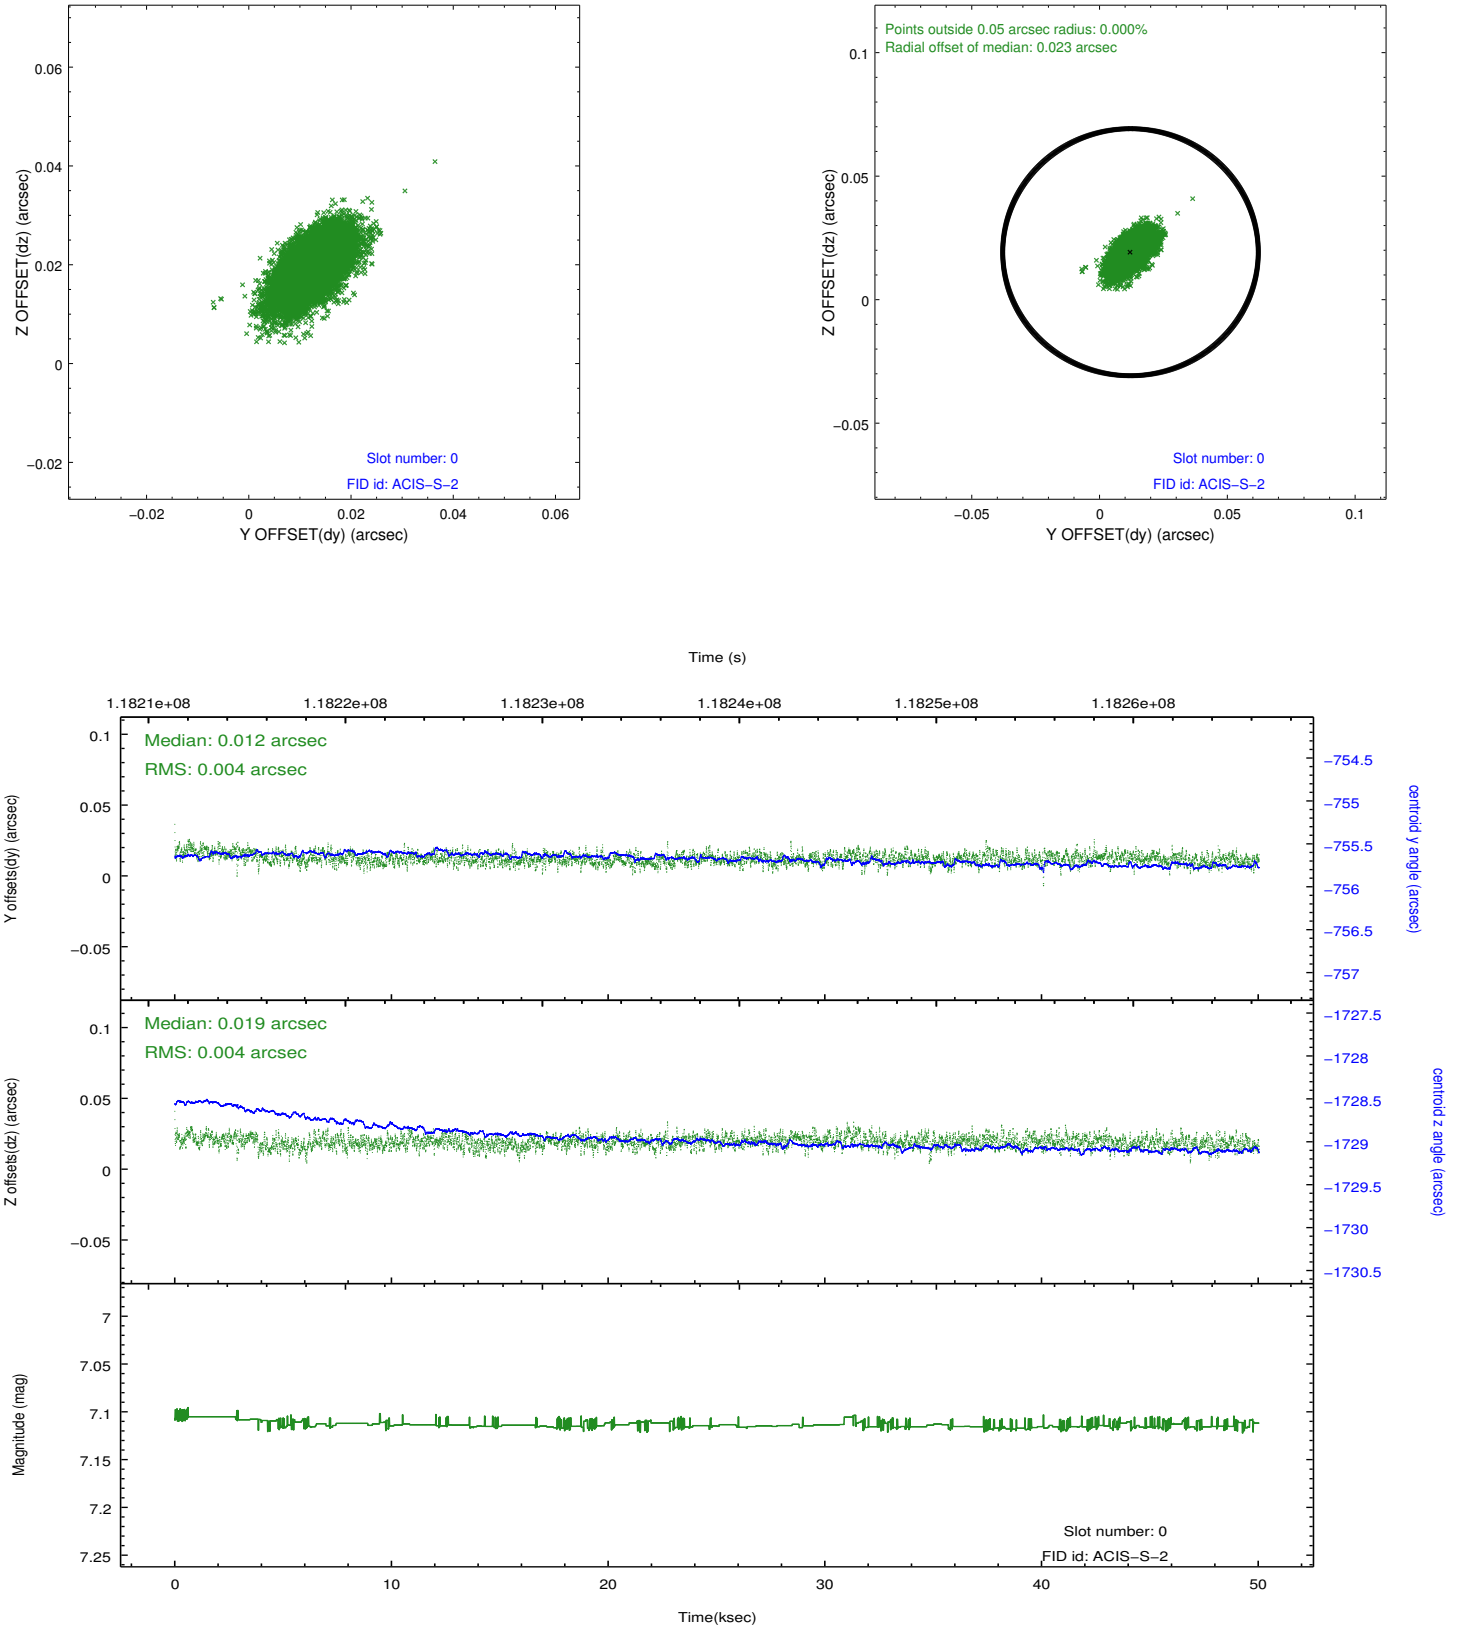 0.06
0.04
0.02
0
−0.02
Z OFFSET(dz) (arcsec)
Slot number: 0
FID id: ACIS−S−2
−0.02 0 0.02 0.04 0.06
Y OFFSET(dy) (arcsec)
Points outside 0.05 arcsec radius: 0.000%
Radial offset of median: 0.023 arcsec
0.1
0.05
0
−0.05
Z OFFSET(dz) (arcsec)
Slot number: 0
FID id: ACIS−S−2
−0.05 0 0.05 0.1
Y OFFSET(dy) (arcsec)
Time (s)
1.1821e+08 1.1822e+08 1.1823e+08 1.1824e+08 1.1825e+08 1.1826e+08
Median: 0.012 arcsec
RMS: 0.004 arcsec
0.1
0.05
0
−0.05
Y offsets(dy) (arcsec)
−754.5
−755
−755.5
−756
−756.5
−757
centroid y angle (arcsec)
Median: 0.019 arcsec
RMS: 0.004 arcsec
0.1
0.05
0
−0.05
Z offsets(dz) (arcsec)
−1727.5
−1728
−1728.5
−1729
−1729.5
−1730
−1730.5
centroid z angle (arcsec)
7
7.05
7.1
7.15
7.2
7.25
Magnitude (mag)
Slot number: 0
FID id: ACIS−S−2
0 10 20 30 40 50
Time(ksec)